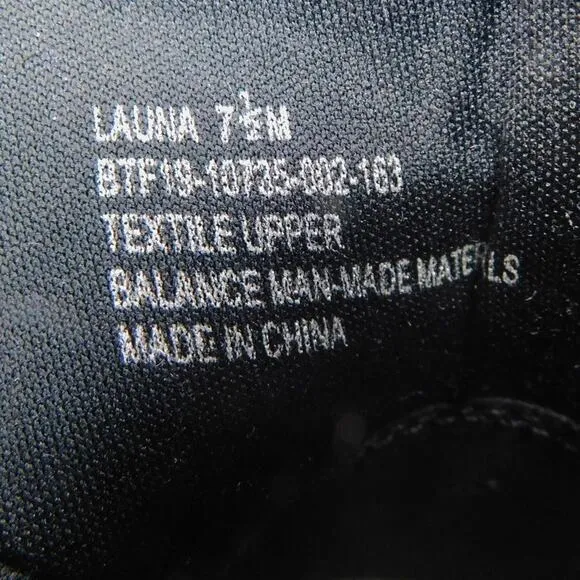 LAUNA 7½M
BTF19-10735-002-163
TEXTILE UPPER
BALANCE MAN-MADE MATERIALS
MADE IN CHINA